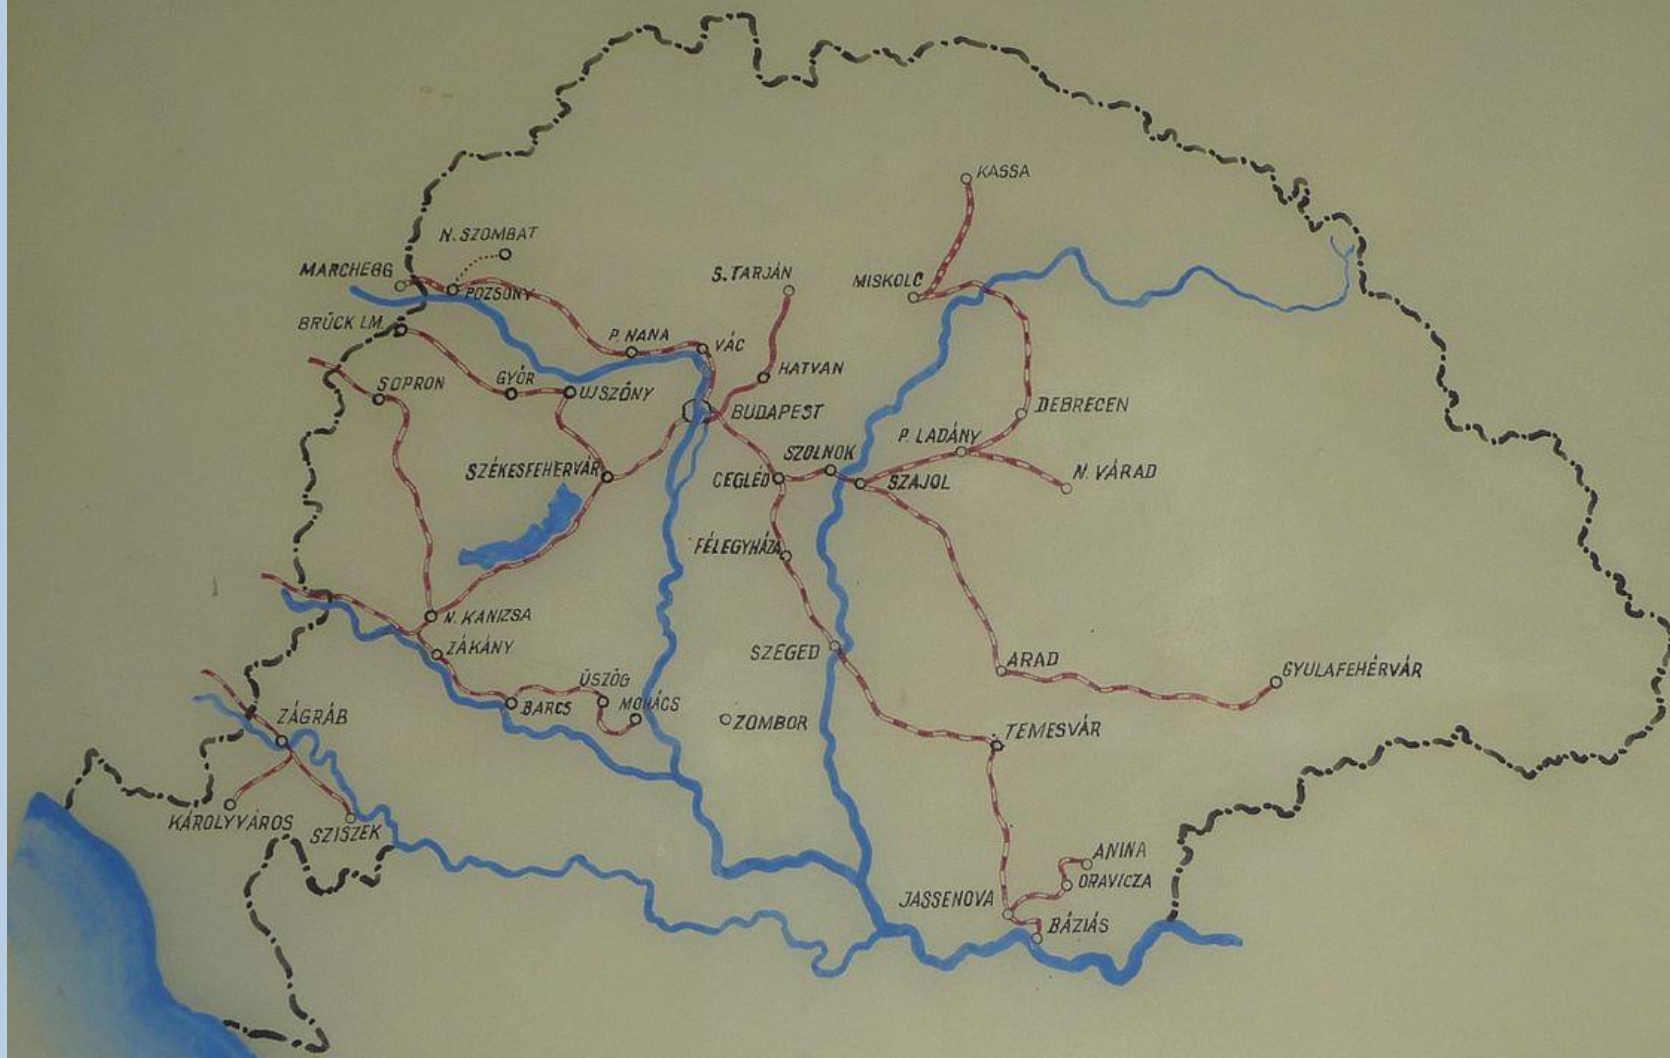 KASSA
N. SZOMBAT
MARCHEGG
POZSONY
S. TARJÁN
MISKOLC
BRÜCK I.M.
P. NANA
VÁC
HATVAN
SOPRON
GYŐR
UJSZŐNY
BUDAPEST
DEBRECEN
P. LADÁNY
SZOLNOK
SZÉKESFEHERVÁR
CEGLÉD
SZAJOL
N. VÁRAD
FÉLEGYHÁZA
N. KANIZSA
ZÁKÁNY
SZEGED
ARAD
GYULAFEHÉRVÁR
ÜSZÖG
BARCS
MOHÁCS
ZOMBOR
ZÁGRÁB
TEMESVÁR
KÁROLYVÁROS
SZISZEK
ANINA
ORAVICZA
JASSENOVA
BÁZIÁS